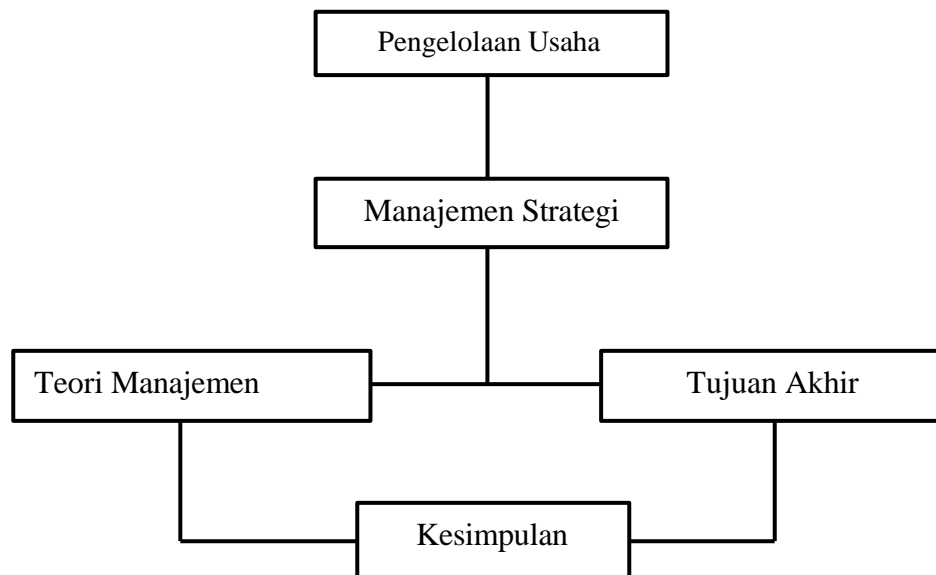 Pengelolaan Usaha
Manajemen Strategi
Teori Manajemen
Tujuan Akhir
Kesimpulan